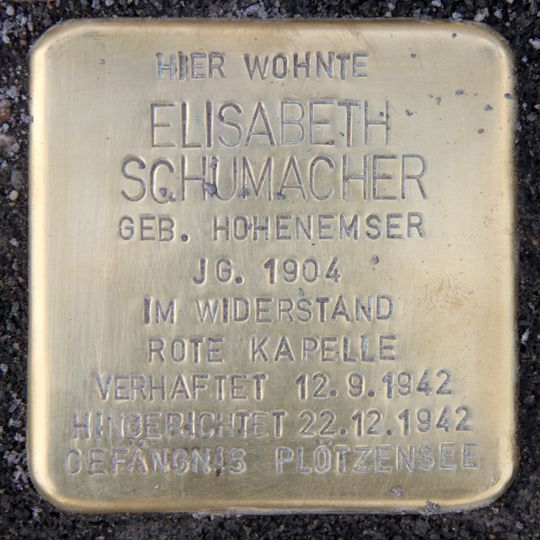 HIER WOHNTE
ELISABETH
SCHUMACHER
GEB. HOHENEMSER
JG. 1904
IM WIDERSTAND
ROTE KAPELLE
VERHAFTET 12.9.1942
HINGERICHTET 22.12.1942
GEFÄNGNIS PLÖTZENSEE